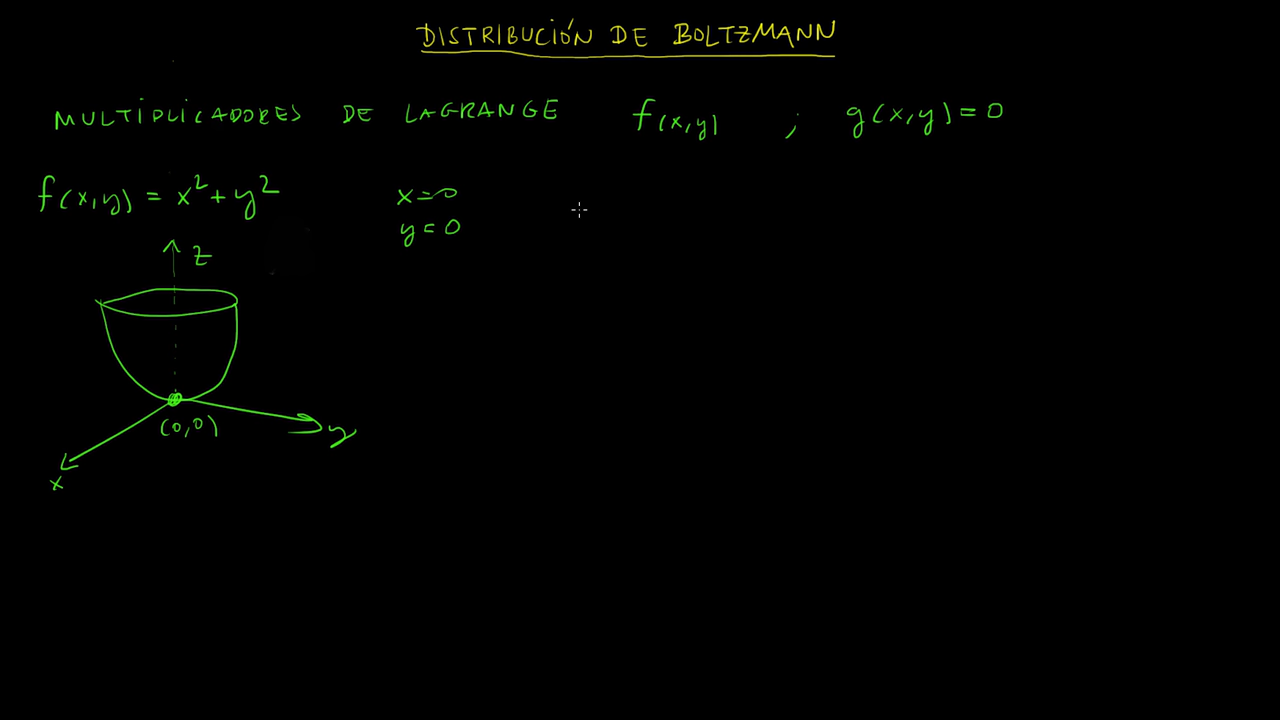 DISTRIBUCIÓN DE BOLTZMANN
MULTIPLICADORES DE LAGRANGE f(x,y) ; g(x,y)=0
f(x,y) = x²+y² x=0
y=0
z
(0,0)
y
x